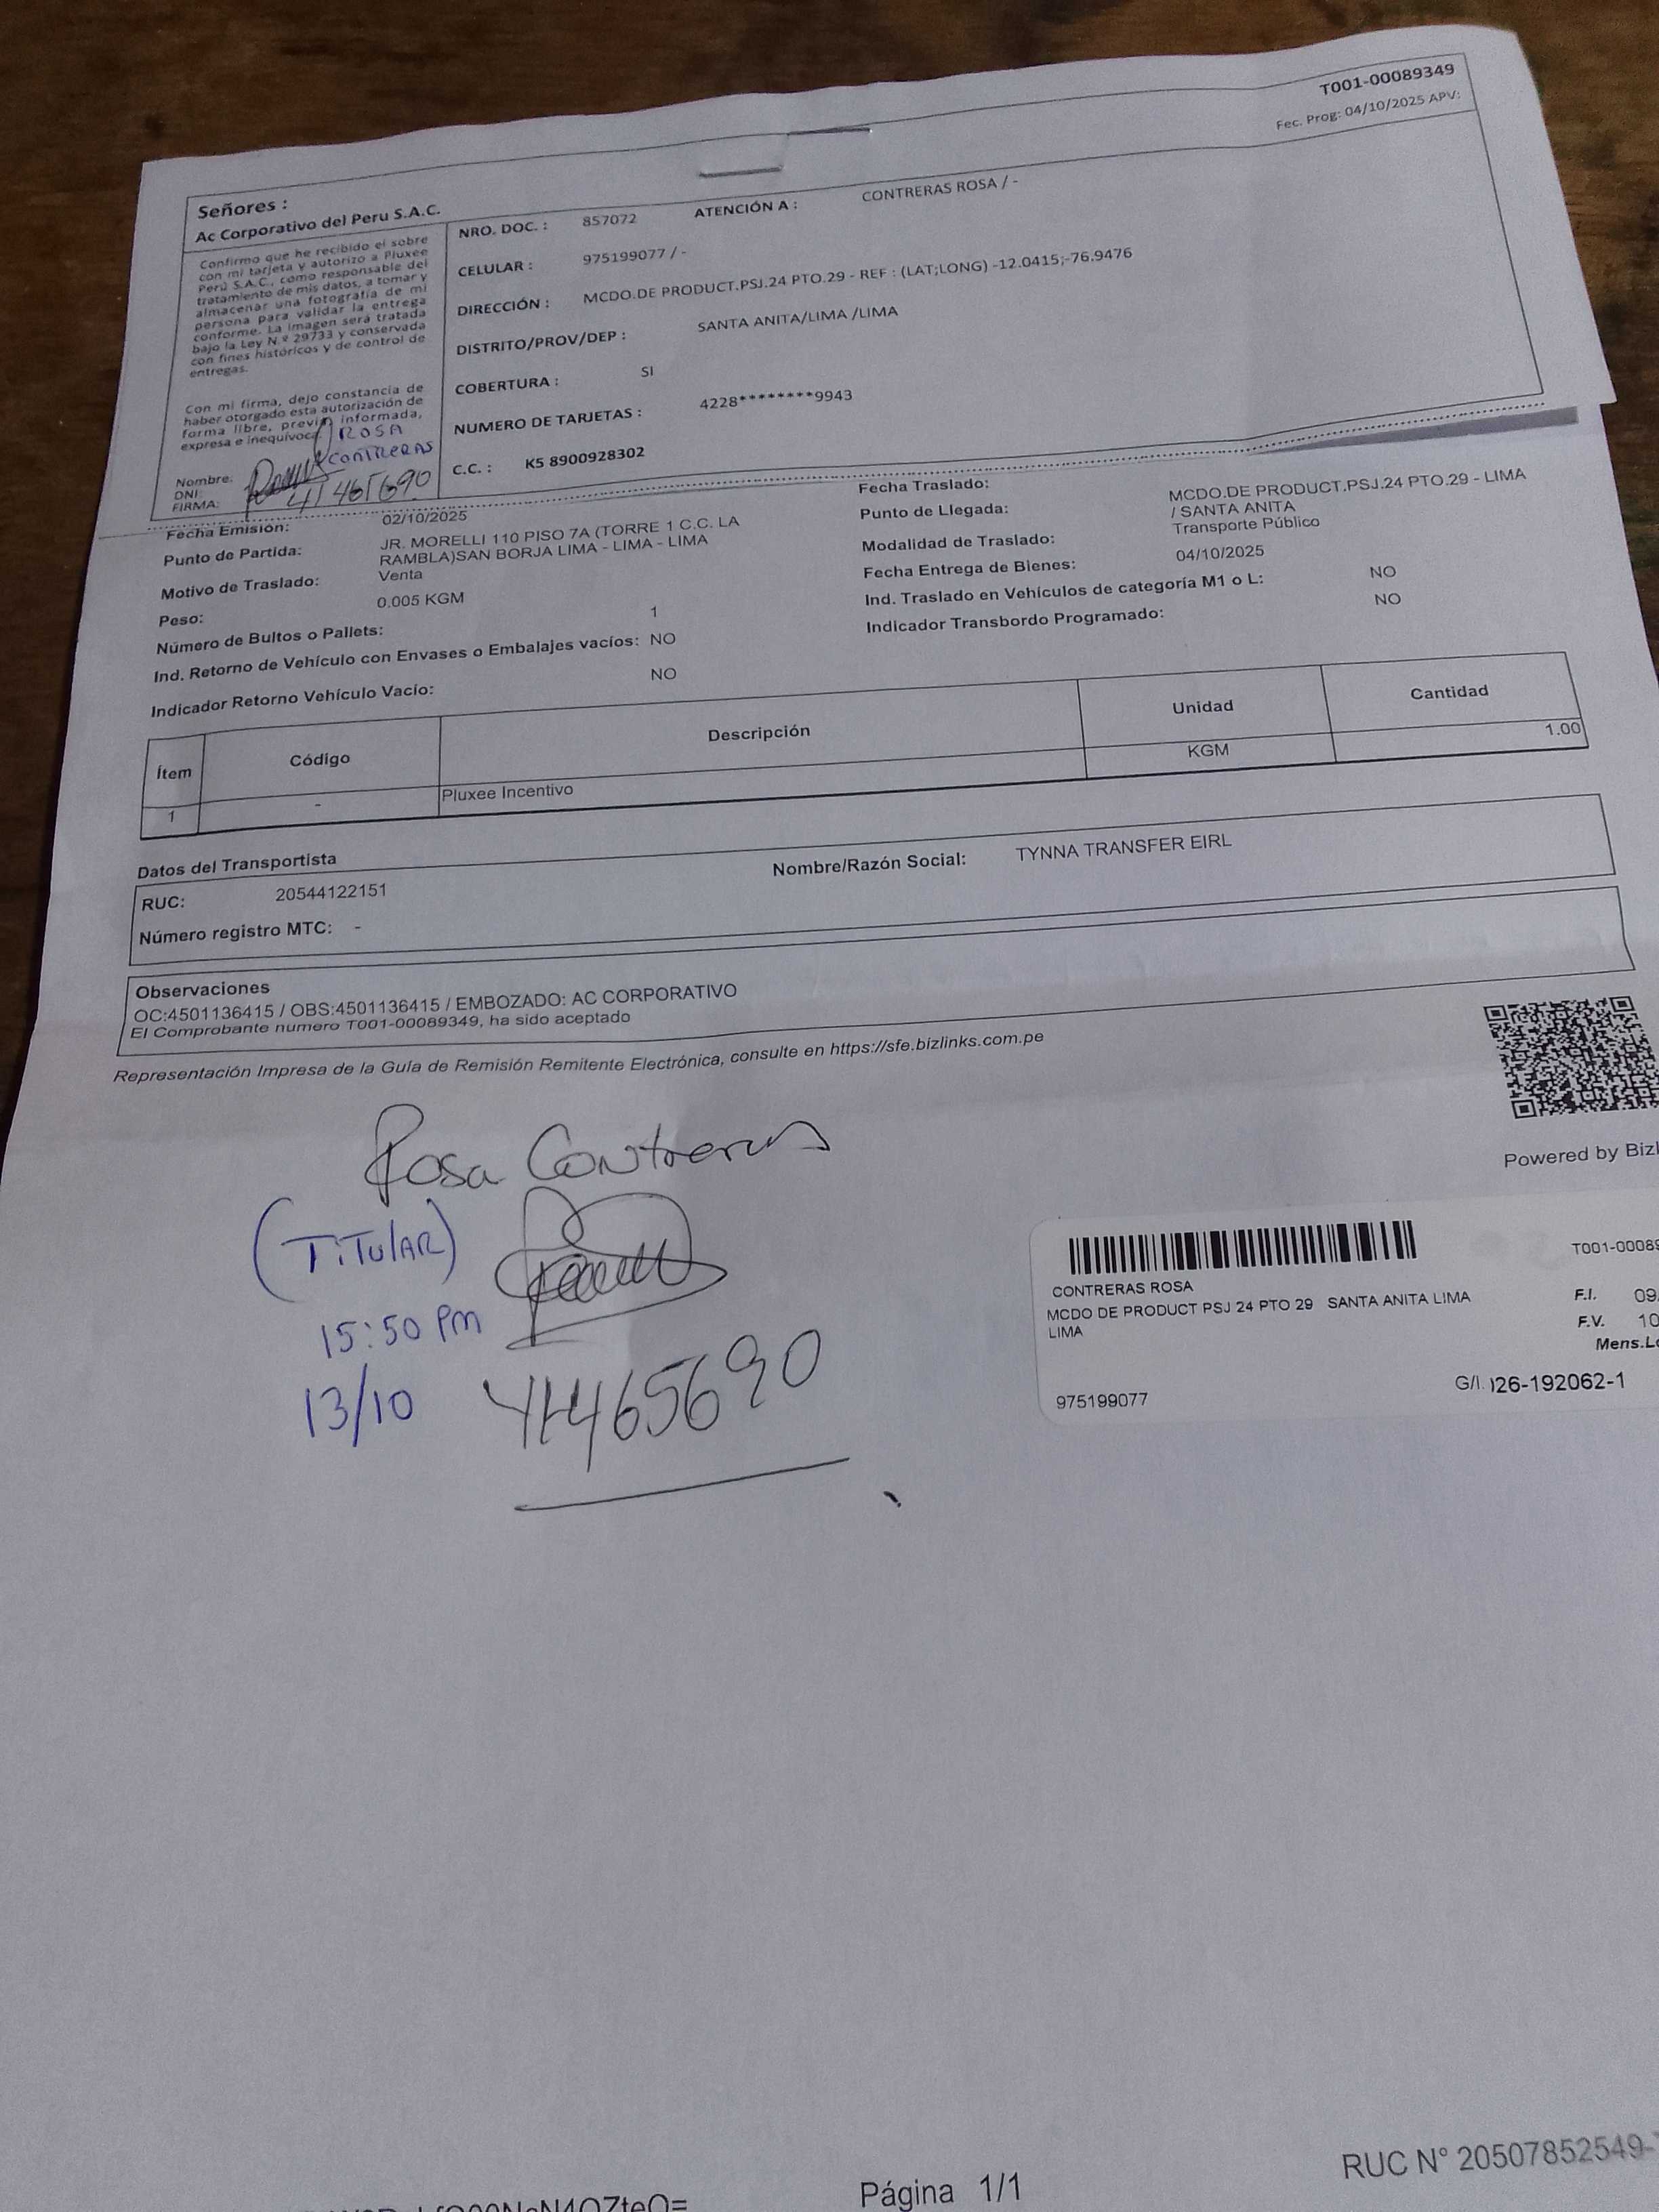 T001-00089349
Fec. Prog: 04/10/2025 APV:
Señores :
Ac Corporativo del Peru S.A.C.
Confirmo que he recibido el sobre
con mi tarjeta y autorizo a Pluxee
Perú S.A.C., como responsable del
tratamiento de mis datos, a tomar y
almacenar una fotografía de mi
persona para validar la entrega
conforme. La imagen será tratada
bajo la Ley N.º 29733 y conservada
con fines históricos y de control de
entregas.
Con mi firma, dejo constancia de
haber otorgado esta autorización de
forma libre, previa, informada,
expresa e inequívoca.
ROSA
CONTRERAS
Nombre:
DNI:
FIRMA:
41465690
NRO. DOC. : 857072 ATENCIÓN A : CONTRERAS ROSA / -
CELULAR : 975199077 / -
DIRECCIÓN : MCDO.DE PRODUCT.PSJ.24 PTO.29 - REF : (LAT;LONG) -12.0415;-76.9476
DISTRITO/PROV/DEP : SANTA ANITA/LIMA /LIMA
COBERTURA : SI
NUMERO DE TARJETAS : 4228********9943
C.C. : K5 8900928302
Fecha Emisión: 02/10/2025
Punto de Partida: JR. MORELLI 110 PISO 7A (TORRE 1 C.C. LA
RAMBLA)SAN BORJA LIMA - LIMA - LIMA
Motivo de Traslado: Venta
Peso: 0.005 KGM
Número de Bultos o Pallets: 1
Ind. Retorno de Vehículo con Envases o Embalajes vacíos: NO
Indicador Retorno Vehículo Vacío: NO
Fecha Traslado:
Punto de Llegada: MCDO.DE PRODUCT.PSJ.24 PTO.29 - LIMA
/ SANTA ANITA
Modalidad de Traslado: Transporte Público
Fecha Entrega de Bienes: 04/10/2025
Ind. Traslado en Vehículos de categoría M1 o L: NO
Indicador Transbordo Programado: NO
Ítem Código Descripción Unidad Cantidad
1 - Pluxee Incentivo KGM 1.00
Datos del Transportista
RUC: 20544122151 Nombre/Razón Social: TYNNA TRANSFER EIRL
Número registro MTC: -
Observaciones
OC:4501136415 / OBS:4501136415 / EMBOZADO: AC CORPORATIVO
El Comprobante numero T001-00089349, ha sido aceptado
Representación Impresa de la Guía de Remisión Remitente Electrónica, consulte en https://sfe.bizlinks.com.pe
Powered by Bizl
Rosa Contreras
(TiTulAR)
15:50 Pm
13/10
41465690
T001-0008
CONTRERAS ROSA
MCDO DE PRODUCT PSJ 24 PTO 29 SANTA ANITA LIMA
LIMA
F.I. 09
F.V. 10
Mens.Lo
G/I. 26-192062-1
975199077
RUC N° 20507852549-
Página 1/1